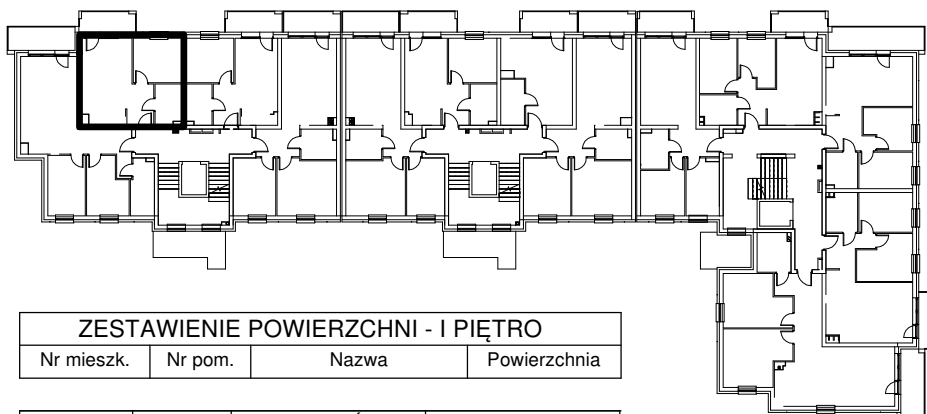 ZESTAWIENIE POWIERZCHNI - I PIĘTRO
Nr mieszk. Nr pom. Nazwa Powierzchnia